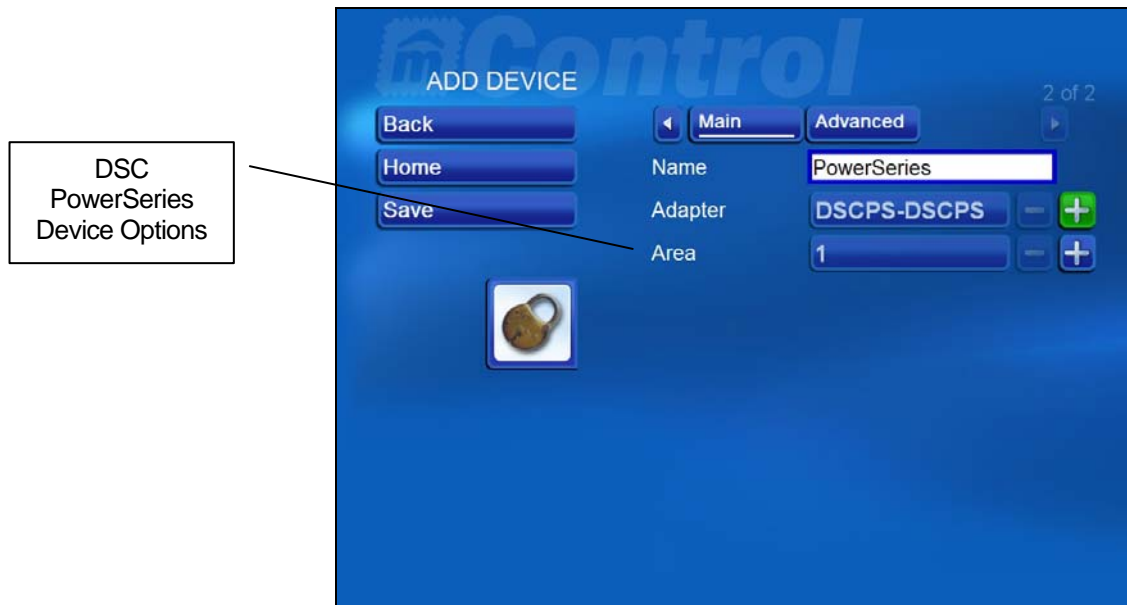 DSC
PowerSeries
Device Options
mControl
ADD DEVICE
2 of 2
Back
Main
Advanced
Home
Name
PowerSeries
Save
Adapter
DSCPS-DSCPS
Area
1